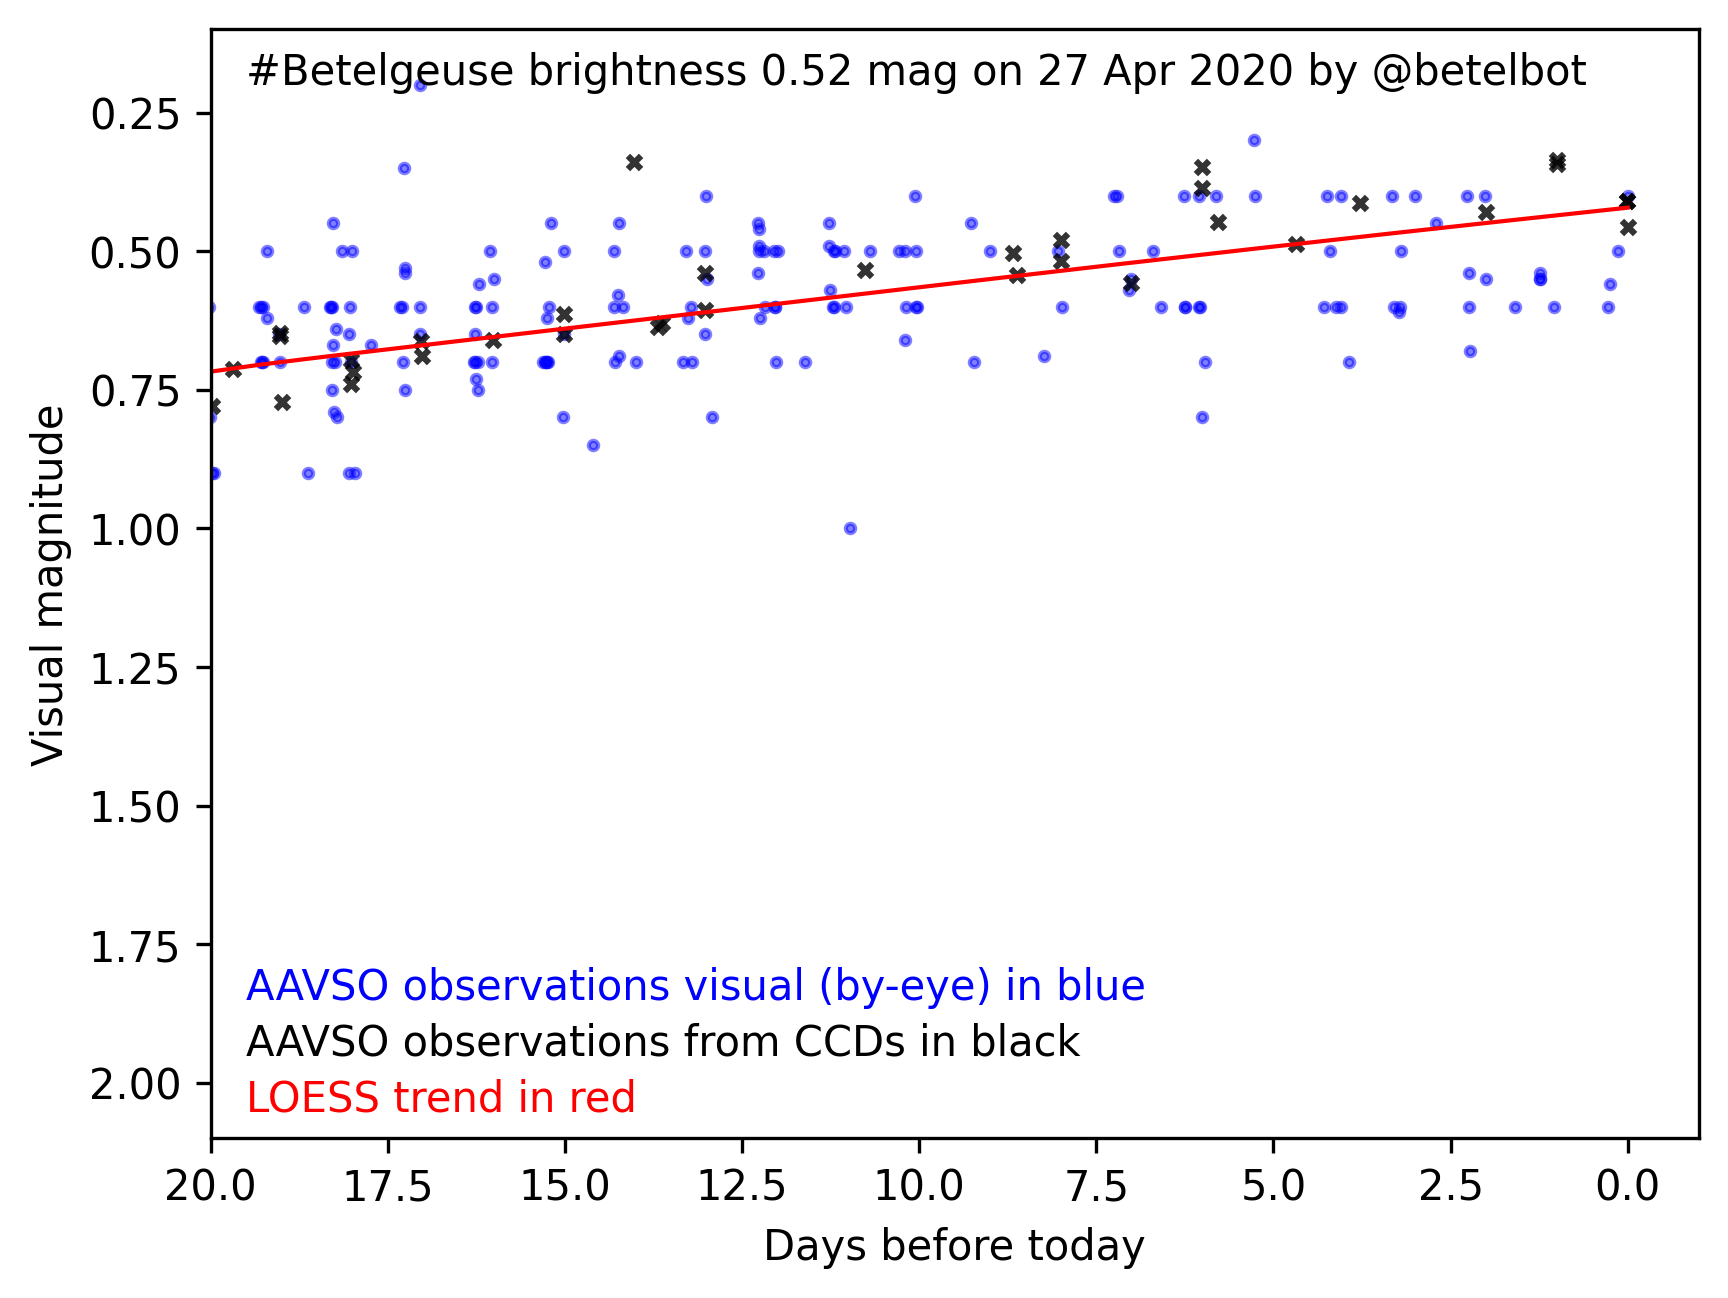 #Betelgeuse brightness 0.52 mag on 27 Apr 2020 by @betelbot
0.25
0.50
0.75
1.00
1.25
1.50
1.75
2.00
Visual magnitude
AAVSO observations visual (by-eye) in blue
AAVSO observations from CCDs in black
LOESS trend in red
20.0 17.5 15.0 12.5 10.0 7.5 5.0 2.5 0.0
Days before today